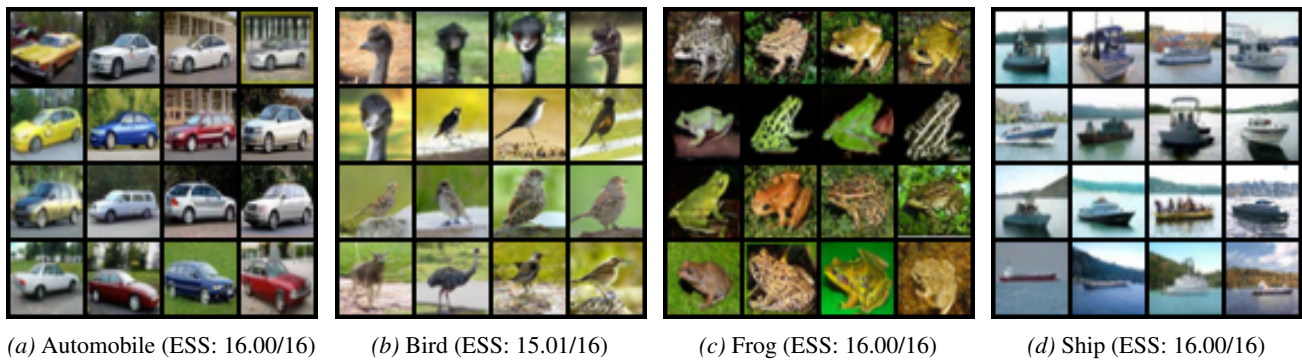 (a) Automobile (ESS: 16.00/16)
(b) Bird (ESS: 15.01/16)
(c) Frog (ESS: 16.00/16)
(d) Ship (ESS: 16.00/16)